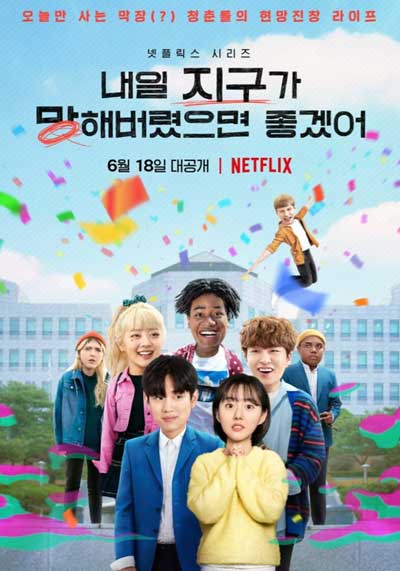 오늘만 사는 막장(?) 청춘들의 현망진창 라이프
넷플릭스 시리즈
내일 지구가
망해버렸으면 좋겠어
6월 18일 대공개 | NETFLIX